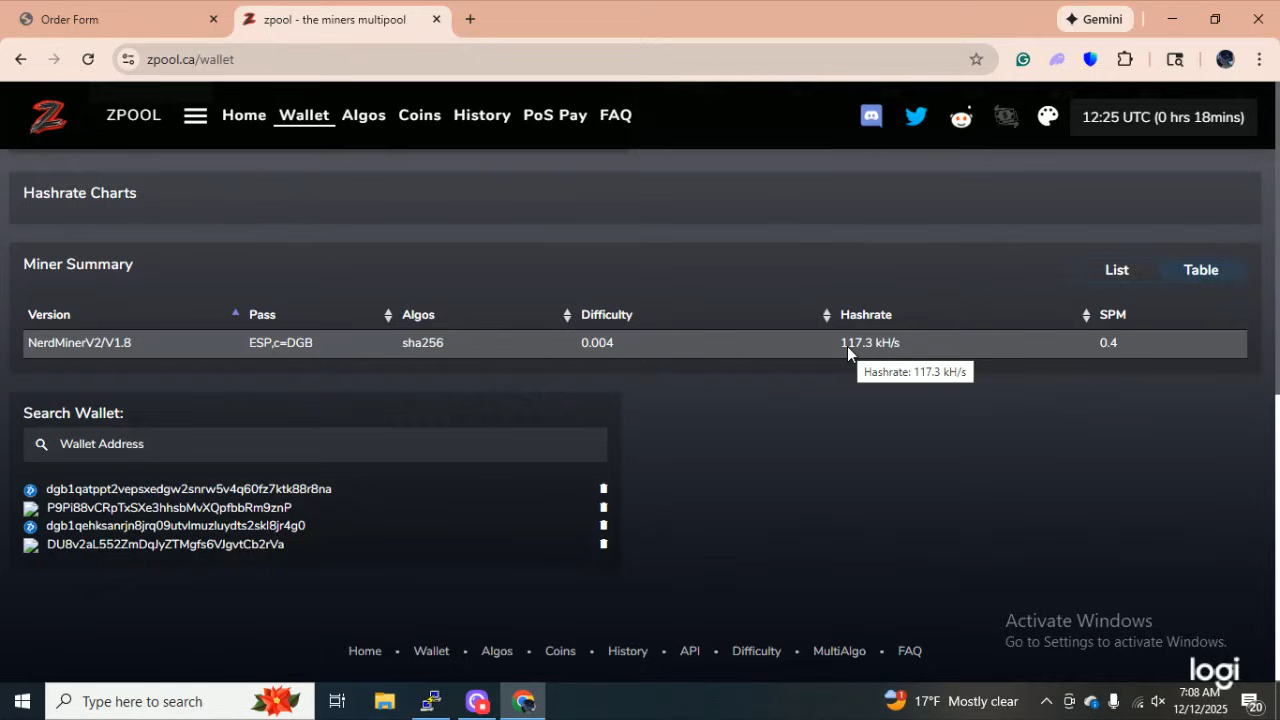 Order Form
zpool - the miners multipool
Gemini
zpool.ca/wallet
ZPOOL Home Wallet Algos Coins History PoS Pay FAQ
12:25 UTC (0 hrs 18mins)
Hashrate Charts
Miner Summary
List Table
Version Pass Algos Difficulty Hashrate SPM
NerdMinerV2/V1.8 ESP,c=DGB sha256 0.004 117.3 kH/s 0.4
Hashrate: 117.3 kH/s
Search Wallet:
Wallet Address
dgb1qatppt2vepsxedgw2snrw5v4q60fz7ktk88r8na
P9Pi88vCRpTxSXe3hhsbMvXQpfbbRm9znP
dgb1qehksanrjn8jrq09utvlmuzluydts2skl8jr4g0
DU8v2aL552ZmDqJyZTMgfs6VJgvtCb2rVa
Activate Windows
Go to Settings to activate Windows.
Home • Wallet • Algos • Coins • History • API • Difficulty • MultiAlgo • FAQ
logi
Type here to search
17°F Mostly clear
7:08 AM
12/12/2025
20